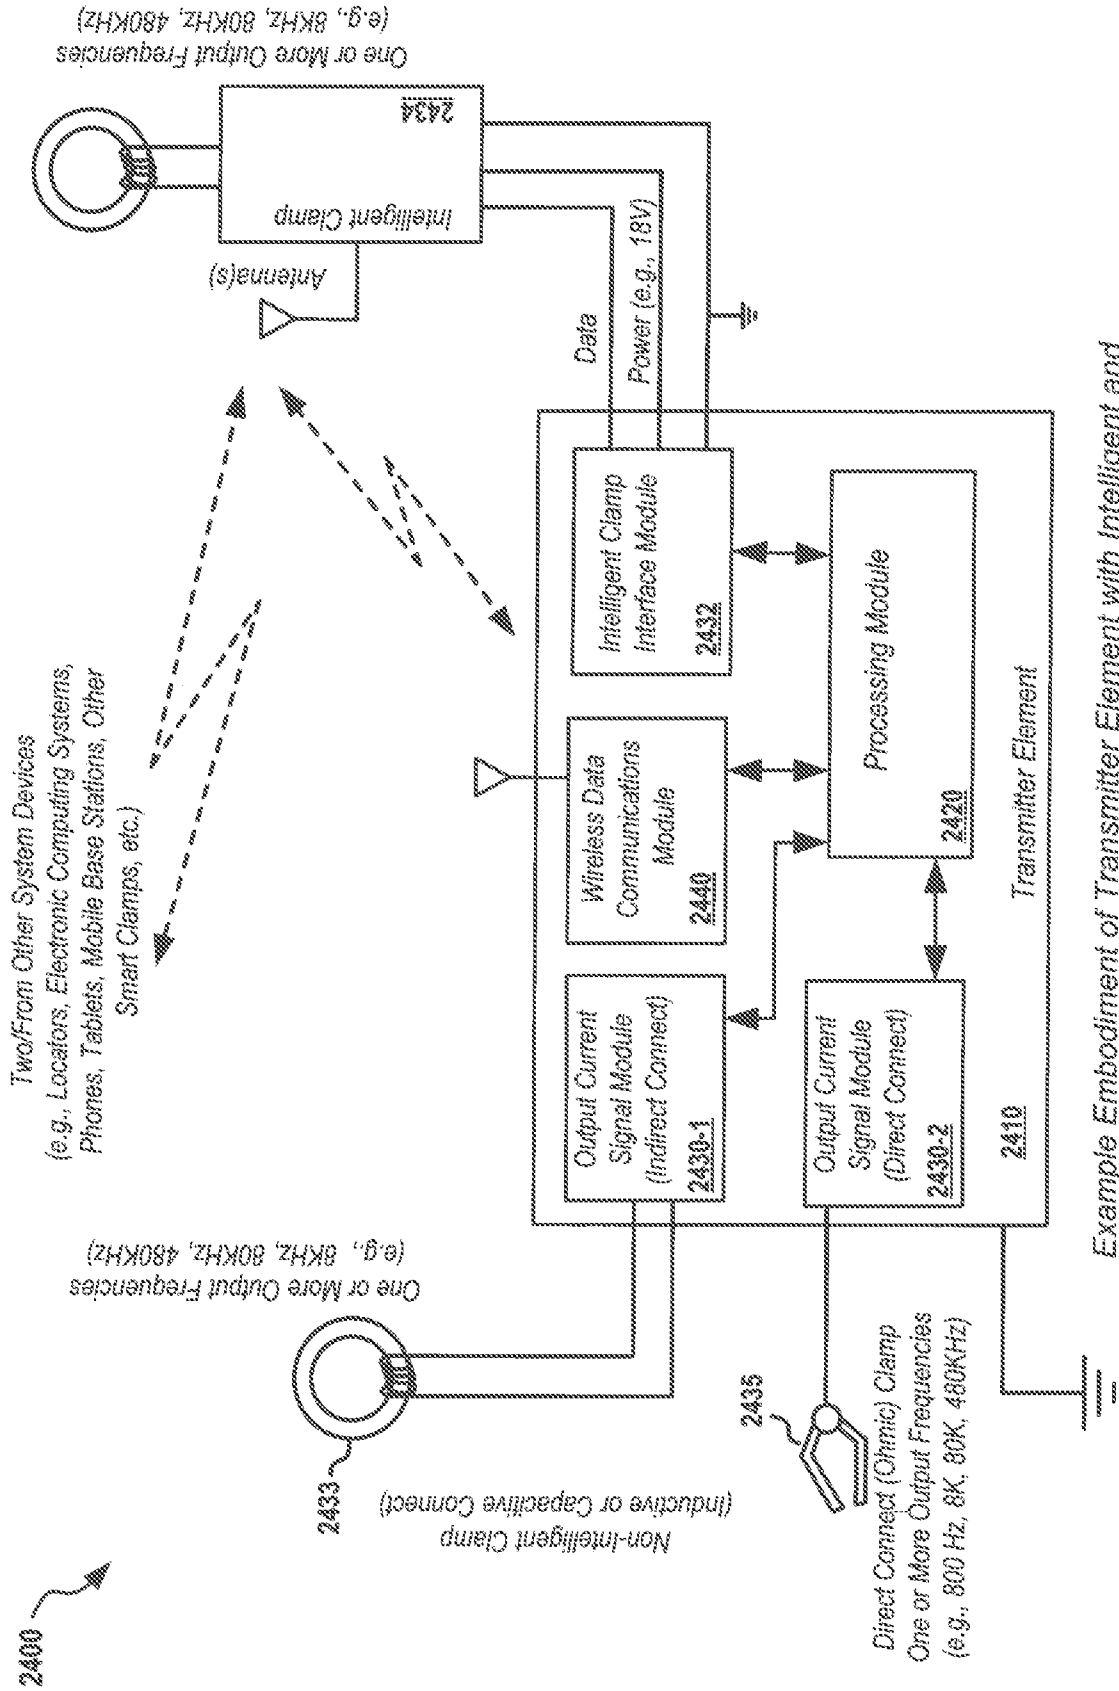 2400
Two/From Other System Devices
(e.g., Locators, Electronic Computing Systems,
Phones, Tablets, Mobile Base Stations, Other
Smart Clamps, etc.)
One or More Output Frequencies
(e.g., 8KHz, 80KHz, 480KHz)
Antenna(s)
Intelligent Clamp
2434
One or More Output Frequencies
(e.g., 8KHz, 80KHz, 480KHz)
2433
Non-Intelligent Clamp
(Inductive or Capacitive Connect)
Data
Power (e.g., 18V)
Output Current
Signal Module
(Indirect Connect)
2430-1
Wireless Data
Communications
Module
2440
Intelligent Clamp
Interface Module
2432
2435
Direct Connect (Ohmic) Clamp
One or More Output Frequencies
(e.g., 800 Hz, 8K, 80K, 480KHz)
Output Current
Signal Module
(Direct Connect)
2430-2
Processing Module
2420
2410
Transmitter Element
Example Embodiment of Transmitter Element with Intelligent and